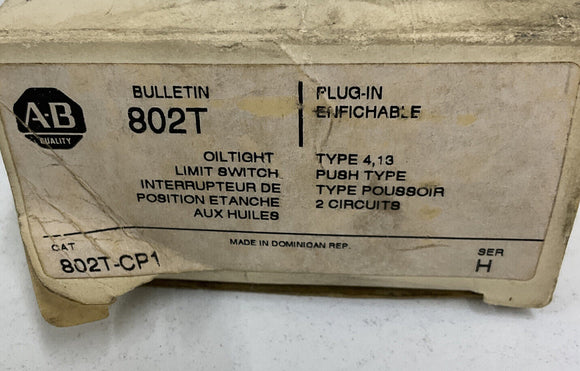 A-B
QUALITY
BULLETIN
802T
PLUG-IN
ENFICHABLE
OILTIGHT
LIMIT SWITCH
INTERRUPTEUR DE
POSITION ETANCHE
AUX HUILES
TYPE 4,13
PUSH TYPE
TYPE POUSSOIR
2 CIRCUITS
MADE IN DOMINICAN REP.
CAT
802T-CP1
SER
H